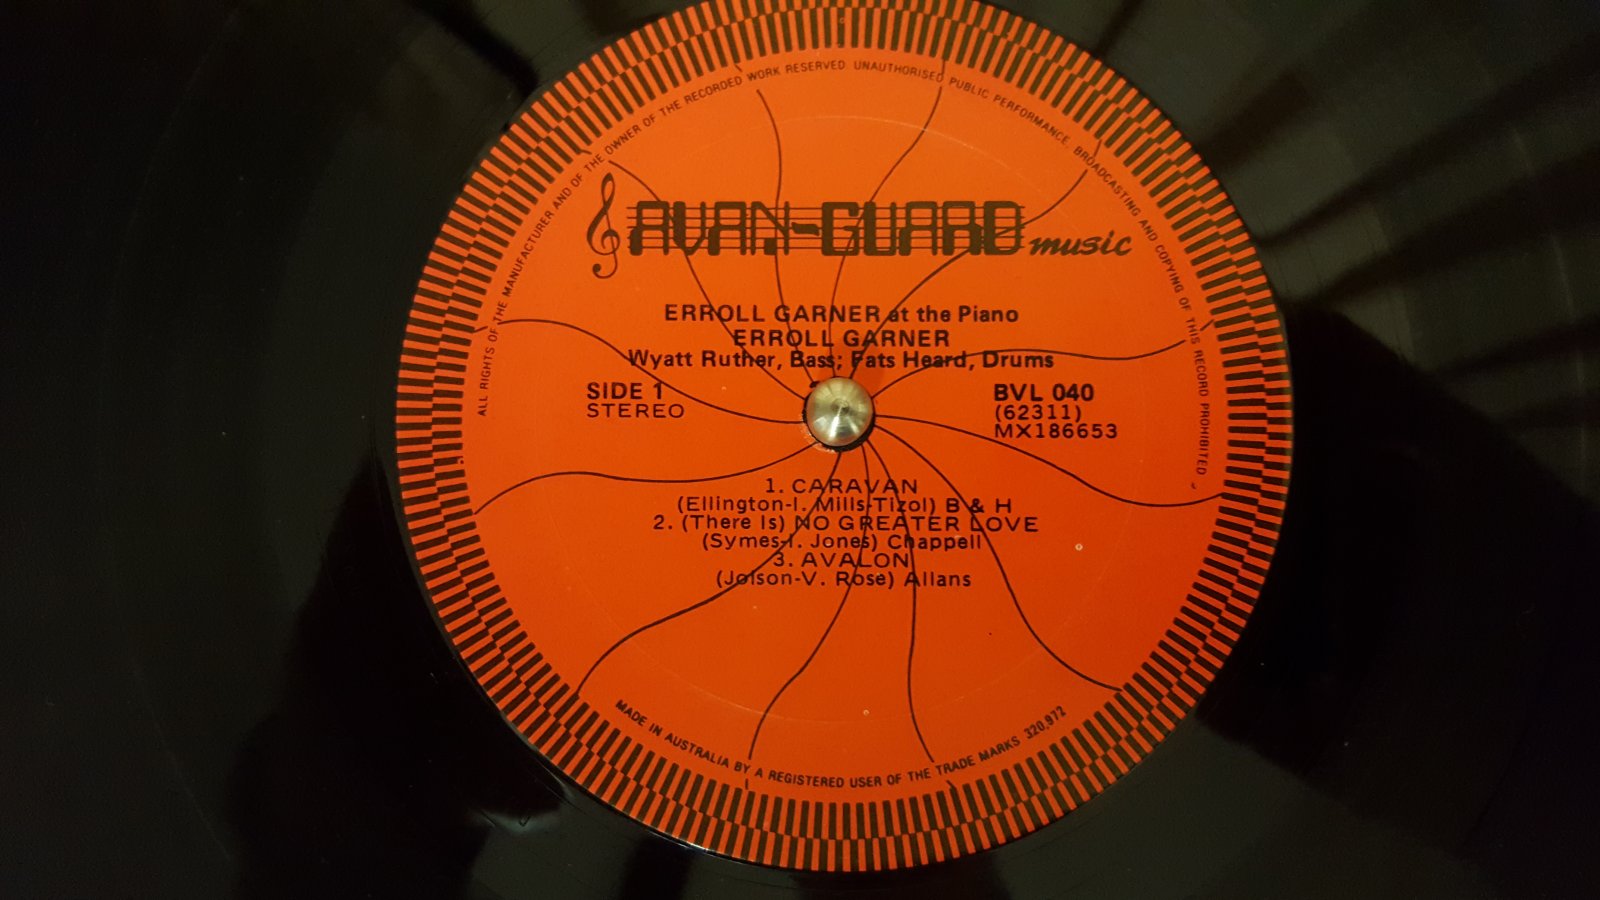 ALL RIGHTS OF THE MANUFACTURER AND OF THE OWNER OF THE RECORDED WORK RESERVED. UNAUTHORISED PUBLIC PERFORMANCE, BROADCASTING AND COPYING OF THIS RECORD PROHIBITED
AVAN-GUARD music
ERROLL GARNER at the Piano
ERROLL GARNER
Wyatt Ruther, Bass; Fats Heard, Drums
SIDE 1 BVL 040
STEREO (62311)
MX186653
1. CARAVAN
(Ellington-I. Mills-Tizol) B & H
2. (There Is) NO GREATER LOVE
(Symes-I. Jones) Chappell
3. AVALON
(Jolson-V. Rose) Allans
MADE IN AUSTRALIA BY A REGISTERED USER OF THE TRADE MARKS 320,972